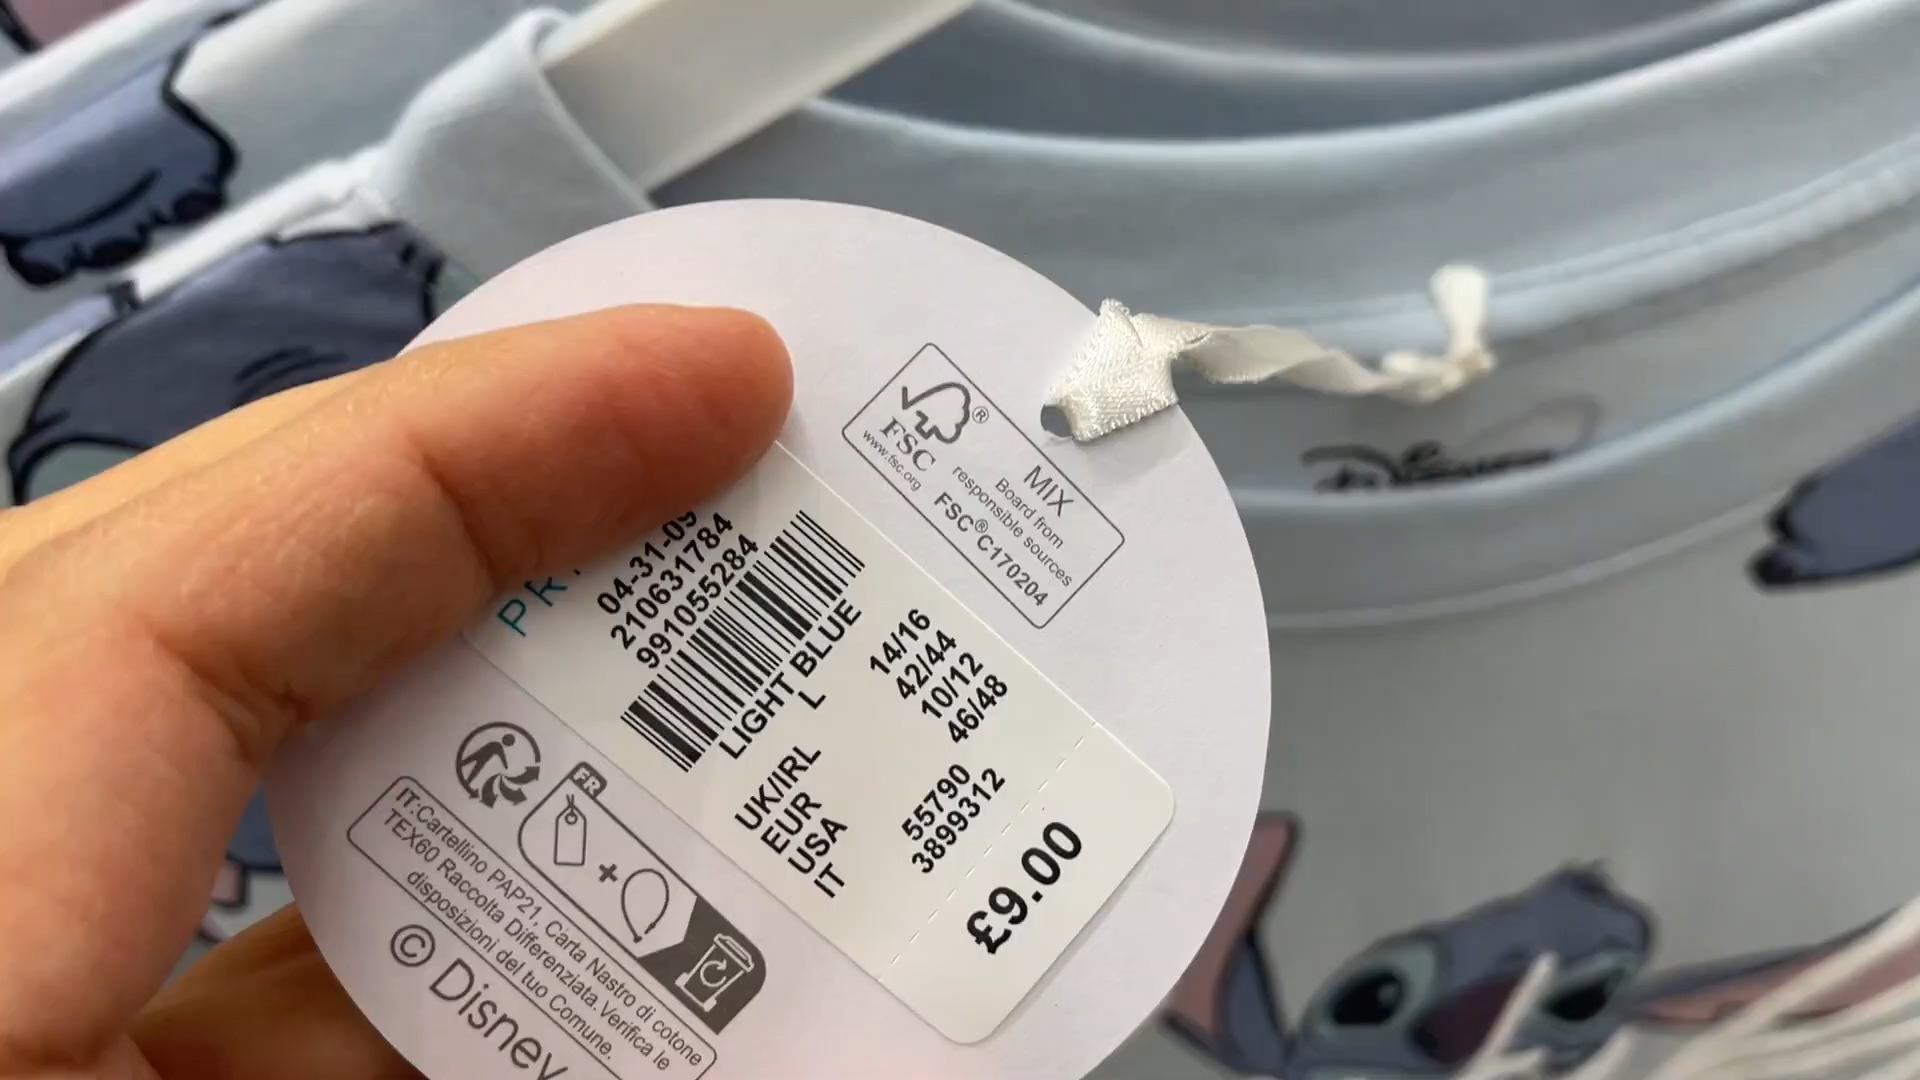 FSC®
www.fsc.org
MIX
Board from
responsible sources
FSC® C170204
04-31-09
210631784
991055284
LIGHT BLUE
L
UK/IRL 14/16
EUR 42/44
USA 10/12
IT 46/48
55790
3899312
£9.00
FR
IT:Cartellino PAP21, Carta Nastro di cotone
TEX60 Raccolta Differenziata.Verifica le
disposizioni del tuo Comune.
© Disney
Disney